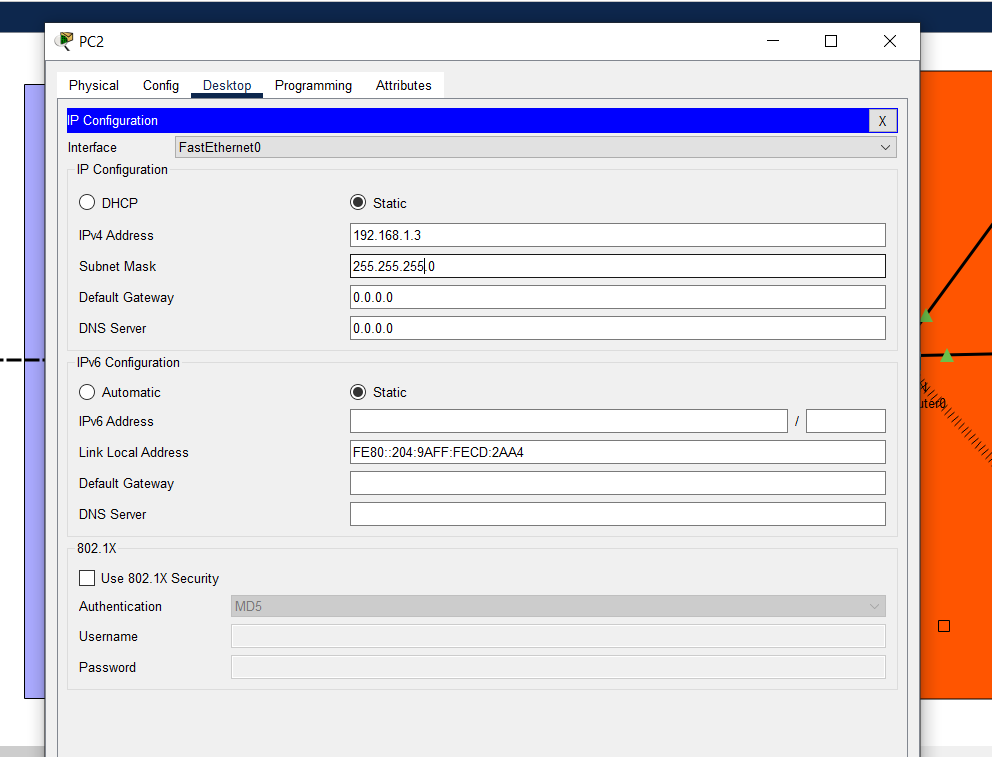 PC2
Physical Config Desktop Programming Attributes
IP Configuration X
Interface FastEthernet0
IP Configuration
DHCP Static
IPv4 Address 192.168.1.3
Subnet Mask 255.255.255.0
Default Gateway 0.0.0.0
DNS Server 0.0.0.0
IPv6 Configuration
Automatic Static
IPv6 Address /
Link Local Address FE80::204:9AFF:FECD:2AA4
Default Gateway
DNS Server
802.1X
Use 802.1X Security
Authentication MD5
Username
Password
uter0